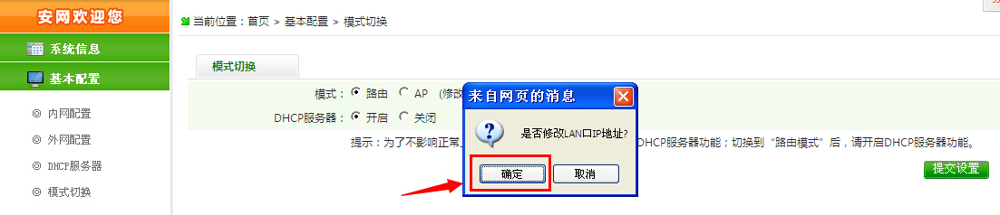 安网欢迎您
当前位置：首页 > 基本配置 > 模式切换
系统信息
基本配置
内网配置
外网配置
DHCP服务器
模式切换
模式切换
模式： 路由 AP (修改
DHCP服务器： 开启 关闭
提示：为了不影响正常上 DHCP服务器功能；切换到“路由模式”后，请开启DHCP服务器功能。
提交设置
来自网页的消息
是否修改LAN口IP地址?
确定
取消